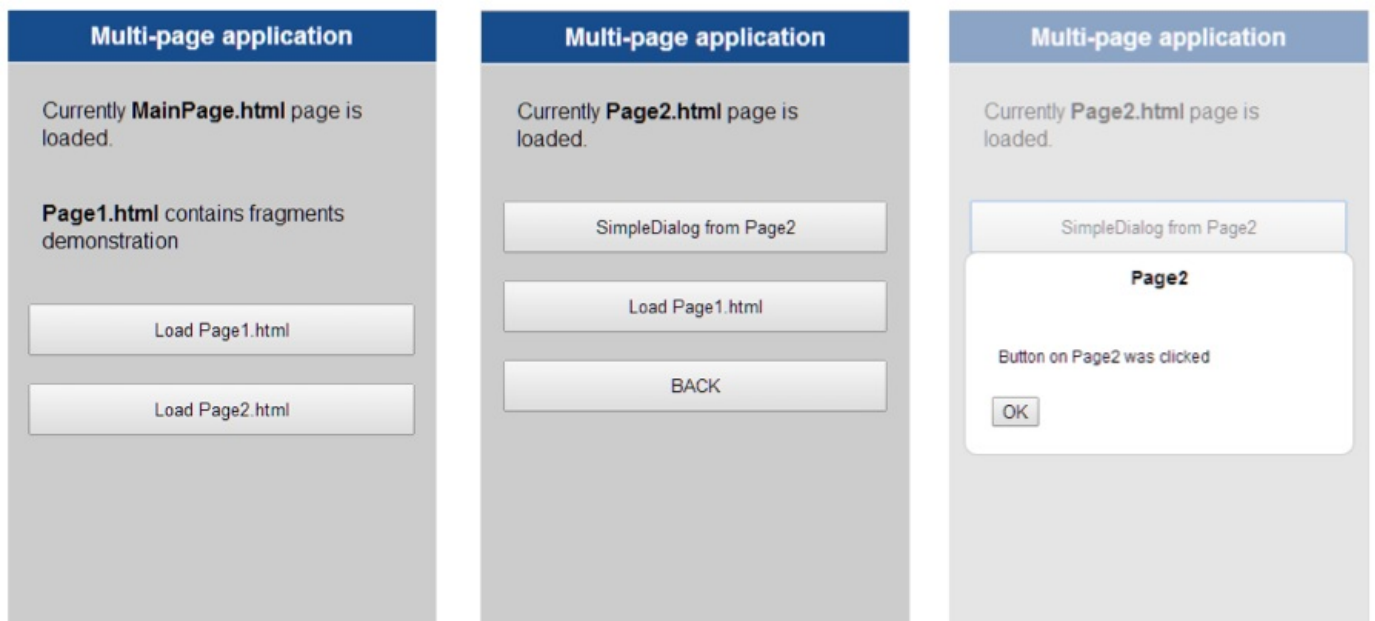 Multi-page application
Currently MainPage.html page is
loaded.
Page1.html contains fragments
demonstration
Load Page1.html
Load Page2.html
Multi-page application
Currently Page2.html page is
loaded.
SimpleDialog from Page2
Load Page1.html
BACK
Multi-page application
Currently Page2.html page is
loaded.
SimpleDialog from Page2
Page2
Button on Page2 was clicked
OK